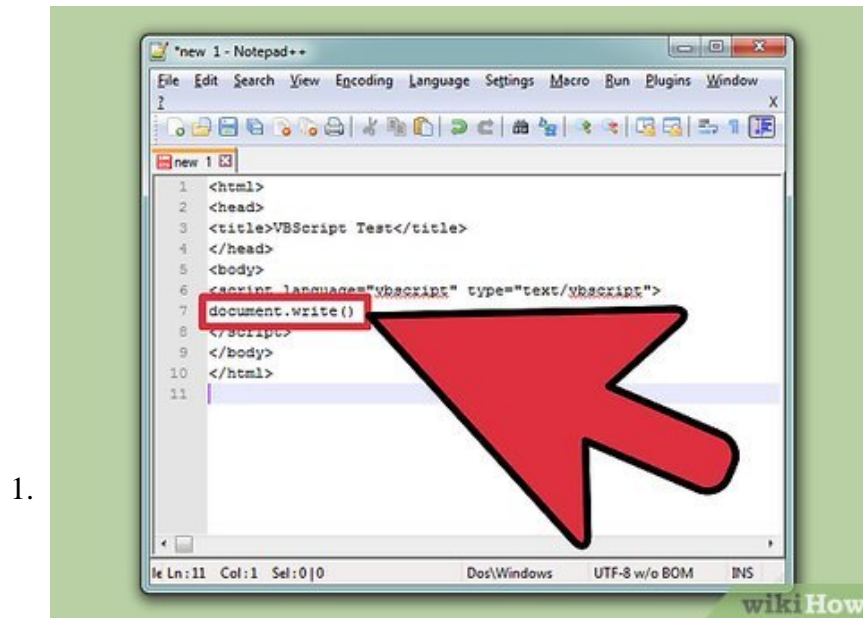 *new 1 - Notepad++
File Edit Search View Encoding Language Settings Macro Run Plugins Window
? X
new 1
1 <html>
2 <head>
3 <title>VBScript Test</title>
4 </head>
5 <body>
6 <script language="vbscript" type="text/vbscript">
7 document.write()
8 </script>
9 </body>
10 </html>
11
1.
le Ln:11 Col:1 Sel:0|0 Dos\Windows UTF-8 w/o BOM INS
wikiHow